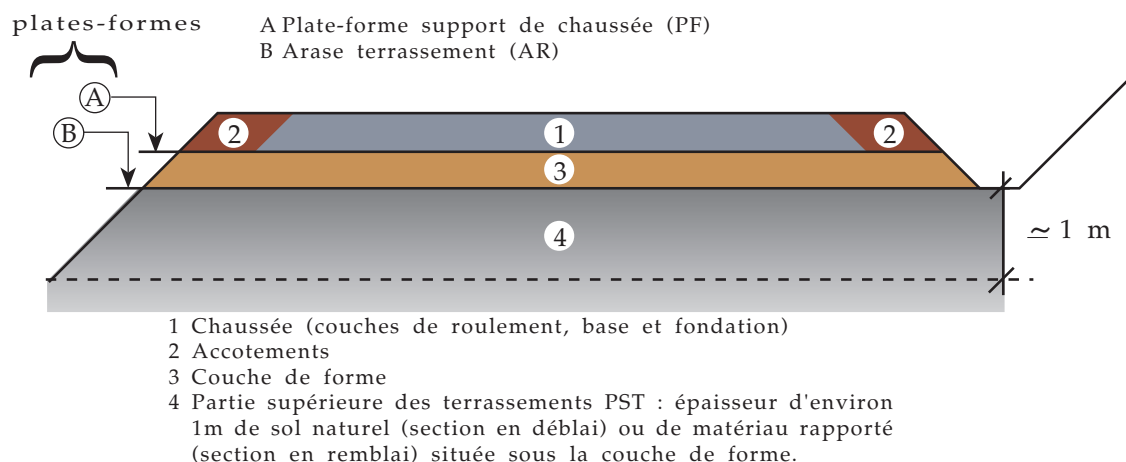 plates-formes
A Plate-forme support de chaussée (PF)
B Arase terrassement (AR)
A
B
2
1
2
3
4
≃ 1 m
1 Chaussée (couches de roulement, base et fondation)
2 Accotements
3 Couche de forme
4 Partie supérieure des terrassements PST : épaisseur d'environ
1m de sol naturel (section en déblai) ou de matériau rapporté
(section en remblai) située sous la couche de forme.